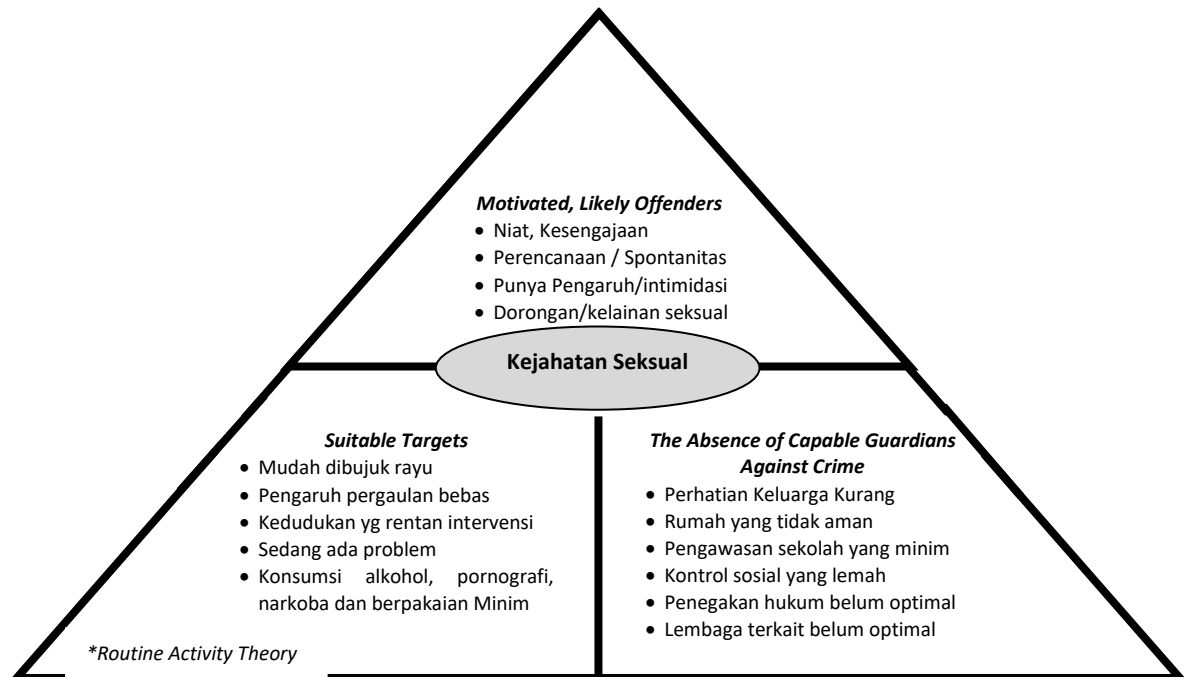 Motivated, Likely Offenders
• Niat, Kesengajaan
• Perencanaan / Spontanitas
• Punya Pengaruh/intimidasi
• Dorongan/kelainan seksual
Kejahatan Seksual
Suitable Targets
• Mudah dibujuk rayu
• Pengaruh pergaulan bebas
• Kedudukan yg rentan intervensi
• Sedang ada problem
• Konsumsi alkohol, pornografi,
narkoba dan berpakaian Minim
The Absence of Capable Guardians
Against Crime
• Perhatian Keluarga Kurang
• Rumah yang tidak aman
• Pengawasan sekolah yang minim
• Kontrol sosial yang lemah
• Penegakan hukum belum optimal
• Lembaga terkait belum optimal
*Routine Activity Theory